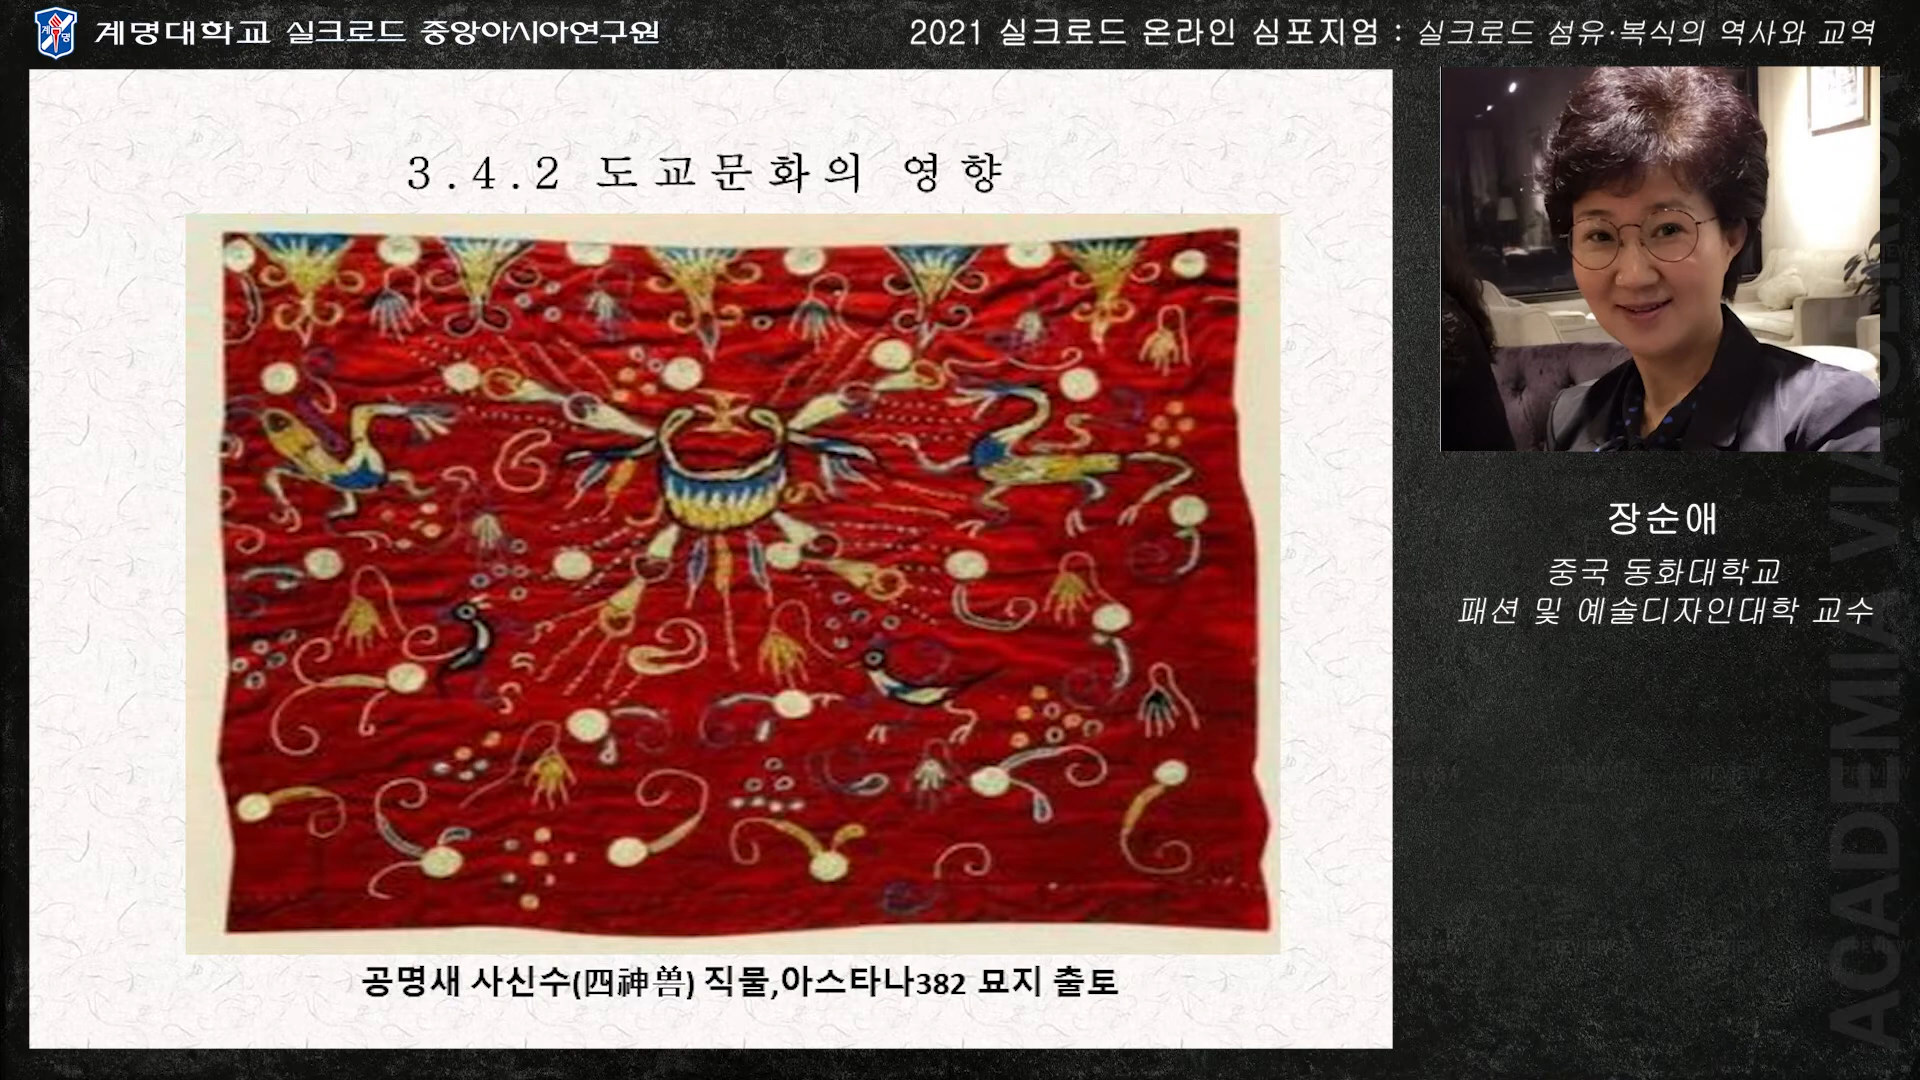 계명대학교 실크로드 중앙아시아연구원
2021 실크로드 온라인 심포지엄 : 실크로드 섬유·복식의 역사와 교역
3.4.2 도교문화의 영향
공명새 사신수(四神兽) 직물,아스타나382 묘지 출토
장순애
중국 동화대학교
패션 및 예술디자인대학 교수
ACADEMIA VIA SERICA